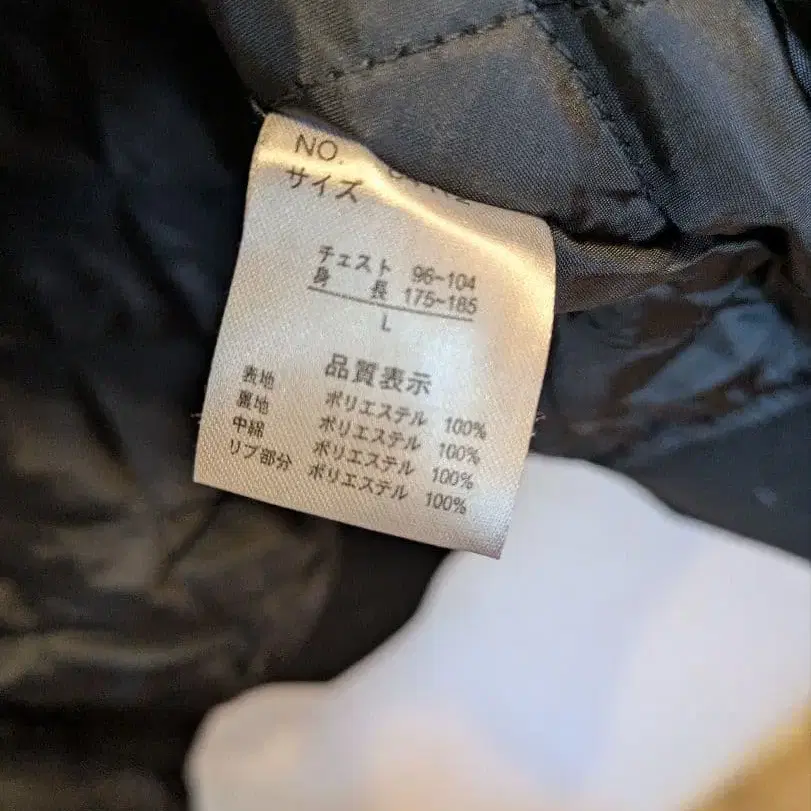 NO.
サイズ
チェスト 96~104
身長 175~185
L
品質表示
表地 ポリエステル 100%
裏地 ポリエステル 100%
中綿 ポリエステル 100%
リブ部分 ポリエステル 100%